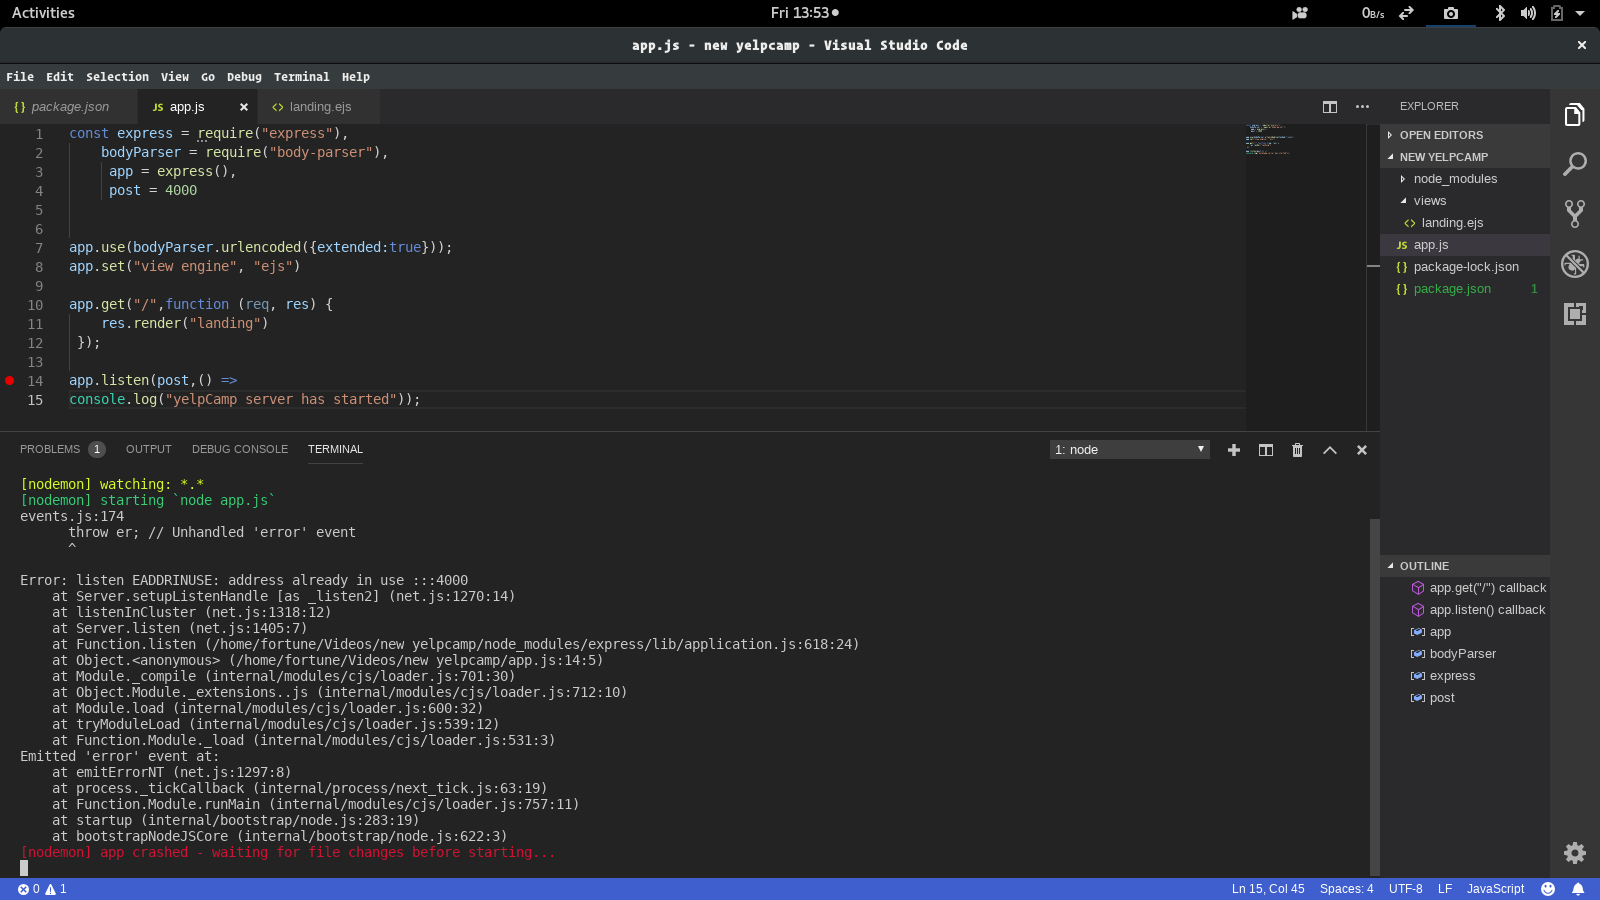 Activities
Fri 13:53
0B/s
app.js - new yelpcamp - Visual Studio Code
File Edit Selection View Go Debug Terminal Help
{ } package.json
JS app.js
<> landing.ejs
1 const express = require("express"),
2     bodyParser = require("body-parser"),
3      app = express(),
4      post = 4000
5
6
7 app.use(bodyParser.urlencoded({extended:true}));
8 app.set("view engine", "ejs")
9
10 app.get("/",function (req, res) {
11     res.render("landing")
12  });
13
14 app.listen(post,() =>
15 console.log("yelpCamp server has started"));
PROBLEMS 1 OUTPUT DEBUG CONSOLE TERMINAL
1: node
[nodemon] watching: *.*
[nodemon] starting `node app.js`
events.js:174
      throw er; // Unhandled 'error' event
      ^
Error: listen EADDRINUSE: address already in use :::4000
    at Server.setupListenHandle [as _listen2] (net.js:1270:14)
    at listenInCluster (net.js:1318:12)
    at Server.listen (net.js:1405:7)
    at Function.listen (/home/fortune/Videos/new yelpcamp/node_modules/express/lib/application.js:618:24)
    at Object.<anonymous> (/home/fortune/Videos/new yelpcamp/app.js:14:5)
    at Module._compile (internal/modules/cjs/loader.js:701:30)
    at Object.Module._extensions..js (internal/modules/cjs/loader.js:712:10)
    at Module.load (internal/modules/cjs/loader.js:600:32)
    at tryModuleLoad (internal/modules/cjs/loader.js:539:12)
    at Function.Module._load (internal/modules/cjs/loader.js:531:3)
Emitted 'error' event at:
    at emitErrorNT (net.js:1297:8)
    at process._tickCallback (internal/process/next_tick.js:63:19)
    at Function.Module.runMain (internal/modules/cjs/loader.js:757:11)
    at startup (internal/bootstrap/node.js:283:19)
    at bootstrapNodeJSCore (internal/bootstrap/node.js:622:3)
[nodemon] app crashed - waiting for file changes before starting...
EXPLORER
OPEN EDITORS
NEW YELPCAMP
node_modules
views
<> landing.ejs
JS app.js
{ } package-lock.json
{ } package.json 1
OUTLINE
app.get("/") callback
app.listen() callback
app
bodyParser
express
post
0 1
Ln 15, Col 45 Spaces: 4 UTF-8 LF JavaScript